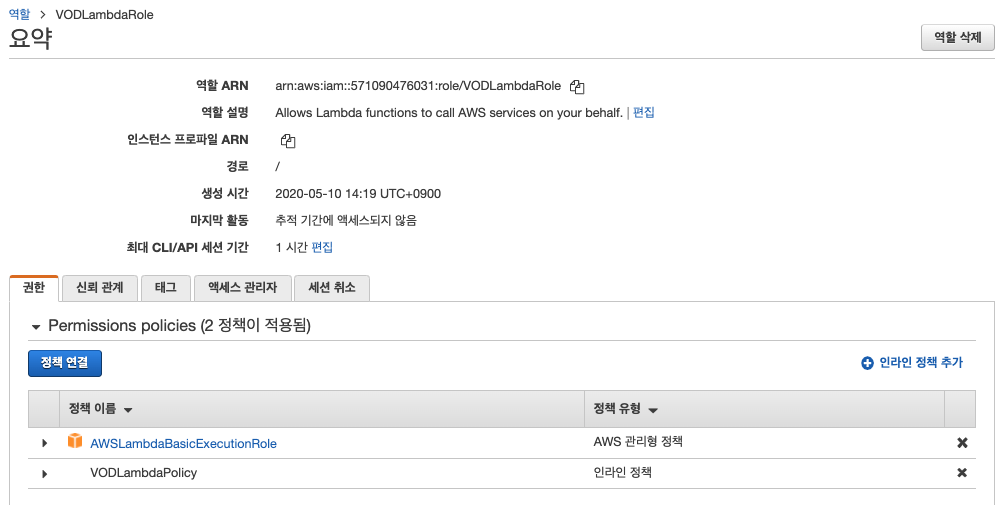 역할 > VODLambdaRole
요약
역할 삭제
역할 ARN arn:aws:iam::571090476031:role/VODLambdaRole
역할 설명 Allows Lambda functions to call AWS services on your behalf. | 편집
인스턴스 프로파일 ARN
경로 /
생성 시간 2020-05-10 14:19 UTC+0900
마지막 활동 추적 기간에 액세스되지 않음
최대 CLI/API 세션 기간 1 시간 편집
권한 신뢰 관계 태그 액세스 관리자 세션 취소
Permissions policies (2 정책이 적용됨)
정책 연결 인라인 정책 추가
정책 이름 정책 유형
AWSLambdaBasicExecutionRole AWS 관리형 정책
VODLambdaPolicy 인라인 정책